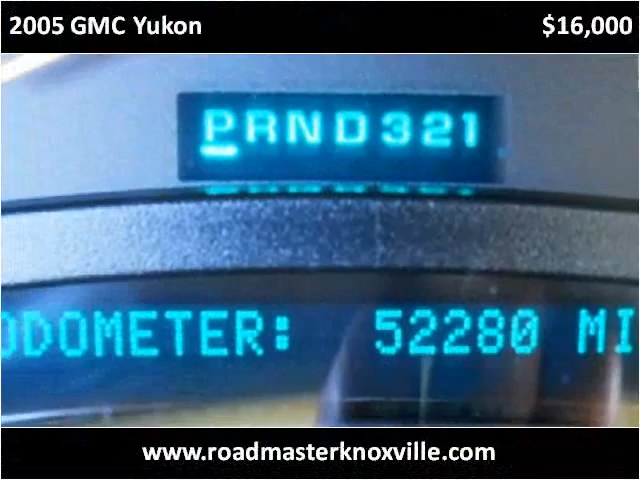 2005 GMC Yukon $16,000
PRND321
ODOMETER: 52280 MI
www.roadmasterknoxville.com